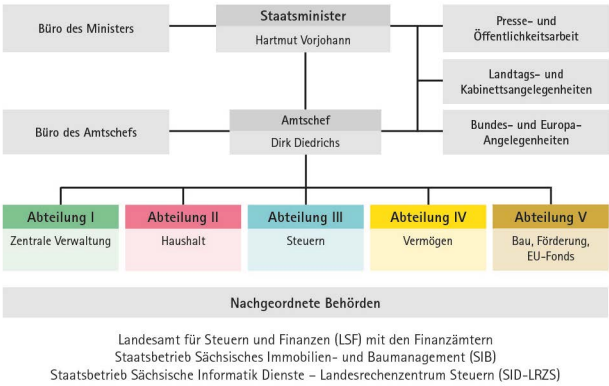 Büro des Ministers
Staatsminister
Hartmut Vorjohann
Presse- und
Öffentlichkeitsarbeit
Landtags- und
Kabinettsangelegenheiten
Büro des Amtschefs
Amtschef
Dirk Diedrichs
Bundes- und Europa-
Angelegenheiten
Abteilung I
Zentrale Verwaltung
Abteilung II
Haushalt
Abteilung III
Steuern
Abteilung IV
Vermögen
Abteilung V
Bau, Förderung,
EU-Fonds
Nachgeordnete Behörden
Landesamt für Steuern und Finanzen (LSF) mit den Finanzämtern
Staatsbetrieb Sächsisches Immobilien- und Baumanagement (SIB)
Staatsbetrieb Sächsische Informatik Dienste – Landesrechenzentrum Steuern (SID-LRZS)